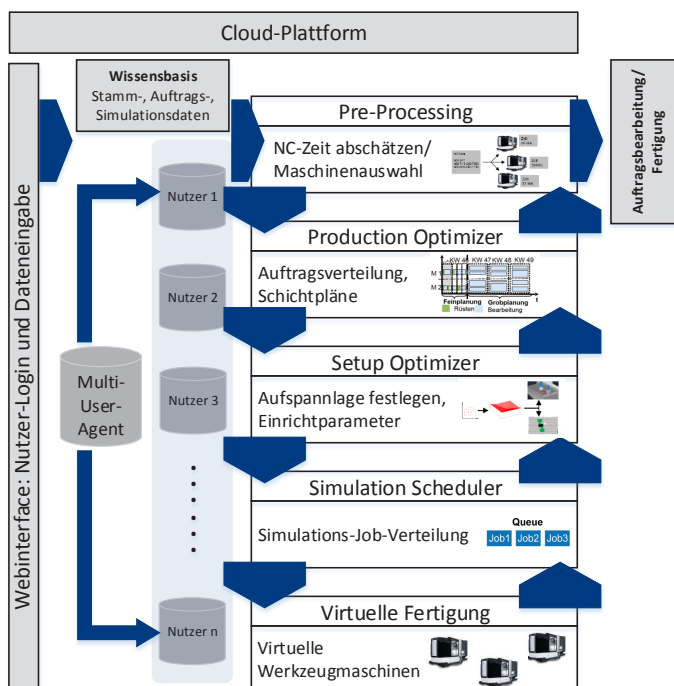 Cloud-Plattform
Webinterface: Nutzer-Login und Dateneingabe
Wissensbasis
Stamm-, Auftrags-,
Simulationsdaten
Multi-
User-
Agent
Nutzer 1
Nutzer 2
Nutzer 3
Nutzer n
Pre-Processing
NC-Zeit abschätzen/
Maschinenauswahl
Production Optimizer
Auftragsverteilung,
Schichtpläne
KW 46 KW 47 KW 48 KW 49
M 1
M 2
t
Feinplanung Grobplanung
Rüsten Bearbeitung
Setup Optimizer
Aufspannlage festlegen,
Einrichtparameter
Simulation Scheduler
Simulations-Job-Verteilung
Queue
Job1 Job2 Job3
Virtuelle Fertigung
Virtuelle
Werkzeugmaschinen
Auftragsbearbeitung/
Fertigung